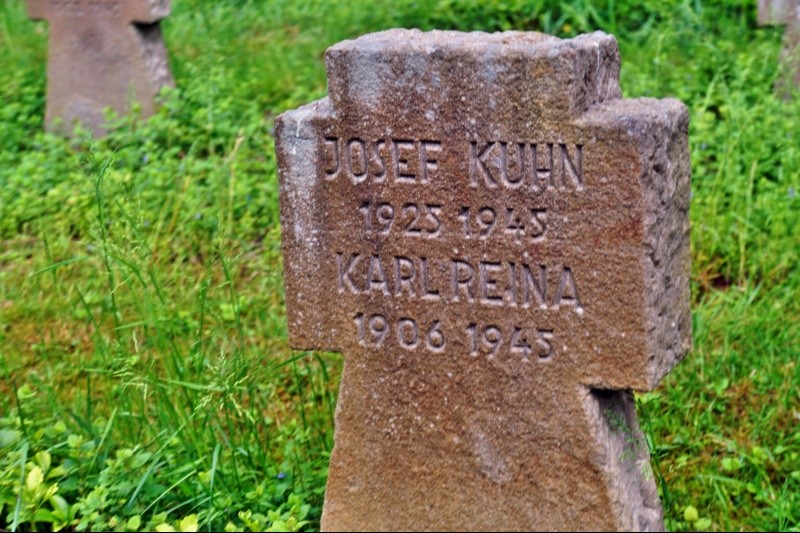 JOSEF KUHN
1925 1945
KARL REINA
1906 1945